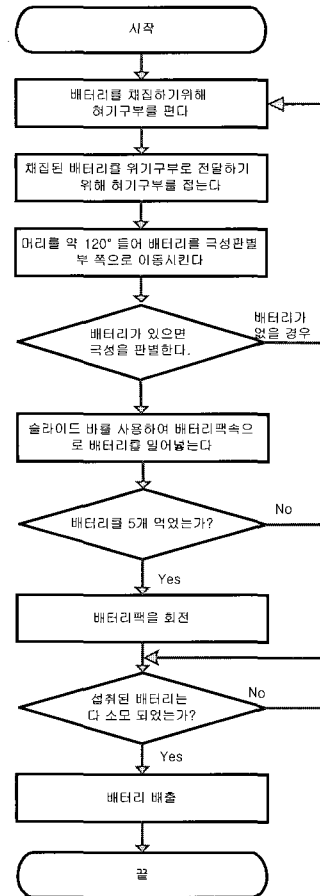 시작
배터리를 채집하기위해
혀기구부를 편다
채집된 배터리를 위기구부로 전달하기
위해 혀기구부를 접는다
머리를 약 120° 들어 배터리를 극성판별
부 쪽으로 이동시킨다
배터리가 있으면
극성을 판별한다.
배터리가
없을 경우
슬라이드 바를 사용하여 배터리팩속으
로 배터리를 밀어넣는다
배터리를 5개 먹었는가?
No
Yes
배터리팩을 회전
섭취된 배터리는
다 소모 되었는가?
No
Yes
배터리 배출
끝